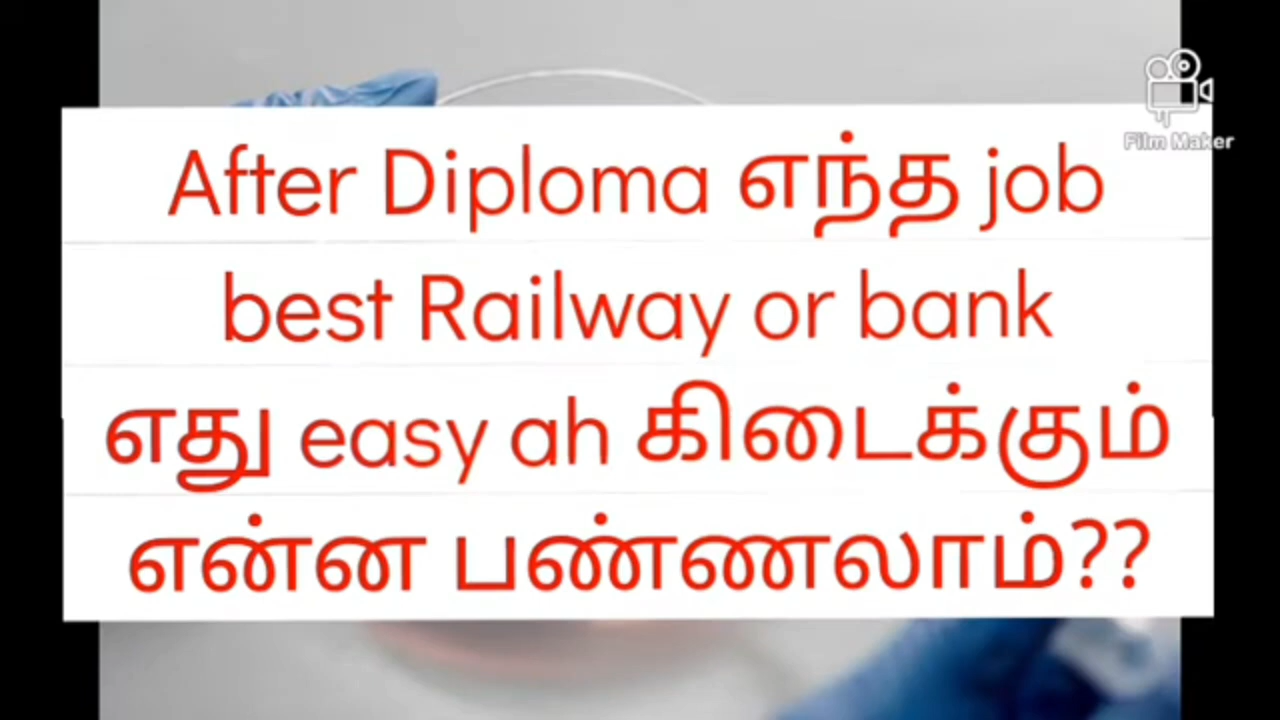 After Diploma எந்த job
best Railway or bank
எது easy ah கிடைக்கும்
என்ன பண்ணலாம்??
Film Maker